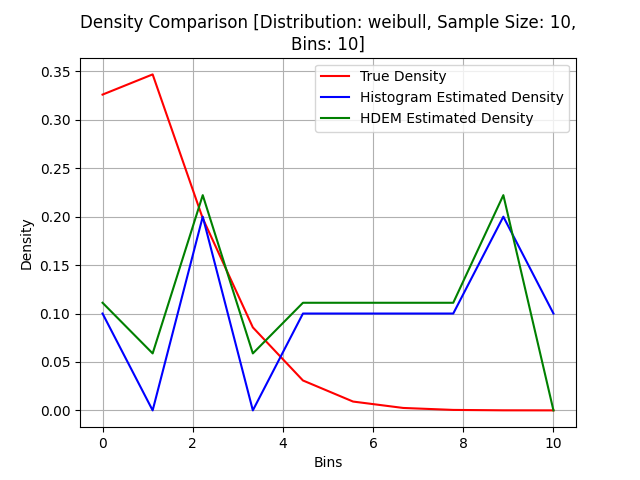 Density Comparison [Distribution: weibull, Sample Size: 10,
Bins: 10]
True Density
Histogram Estimated Density
HDEM Estimated Density
Density
0.35
0.30
0.25
0.20
0.15
0.10
0.05
0.00
0 2 4 6 8 10
Bins